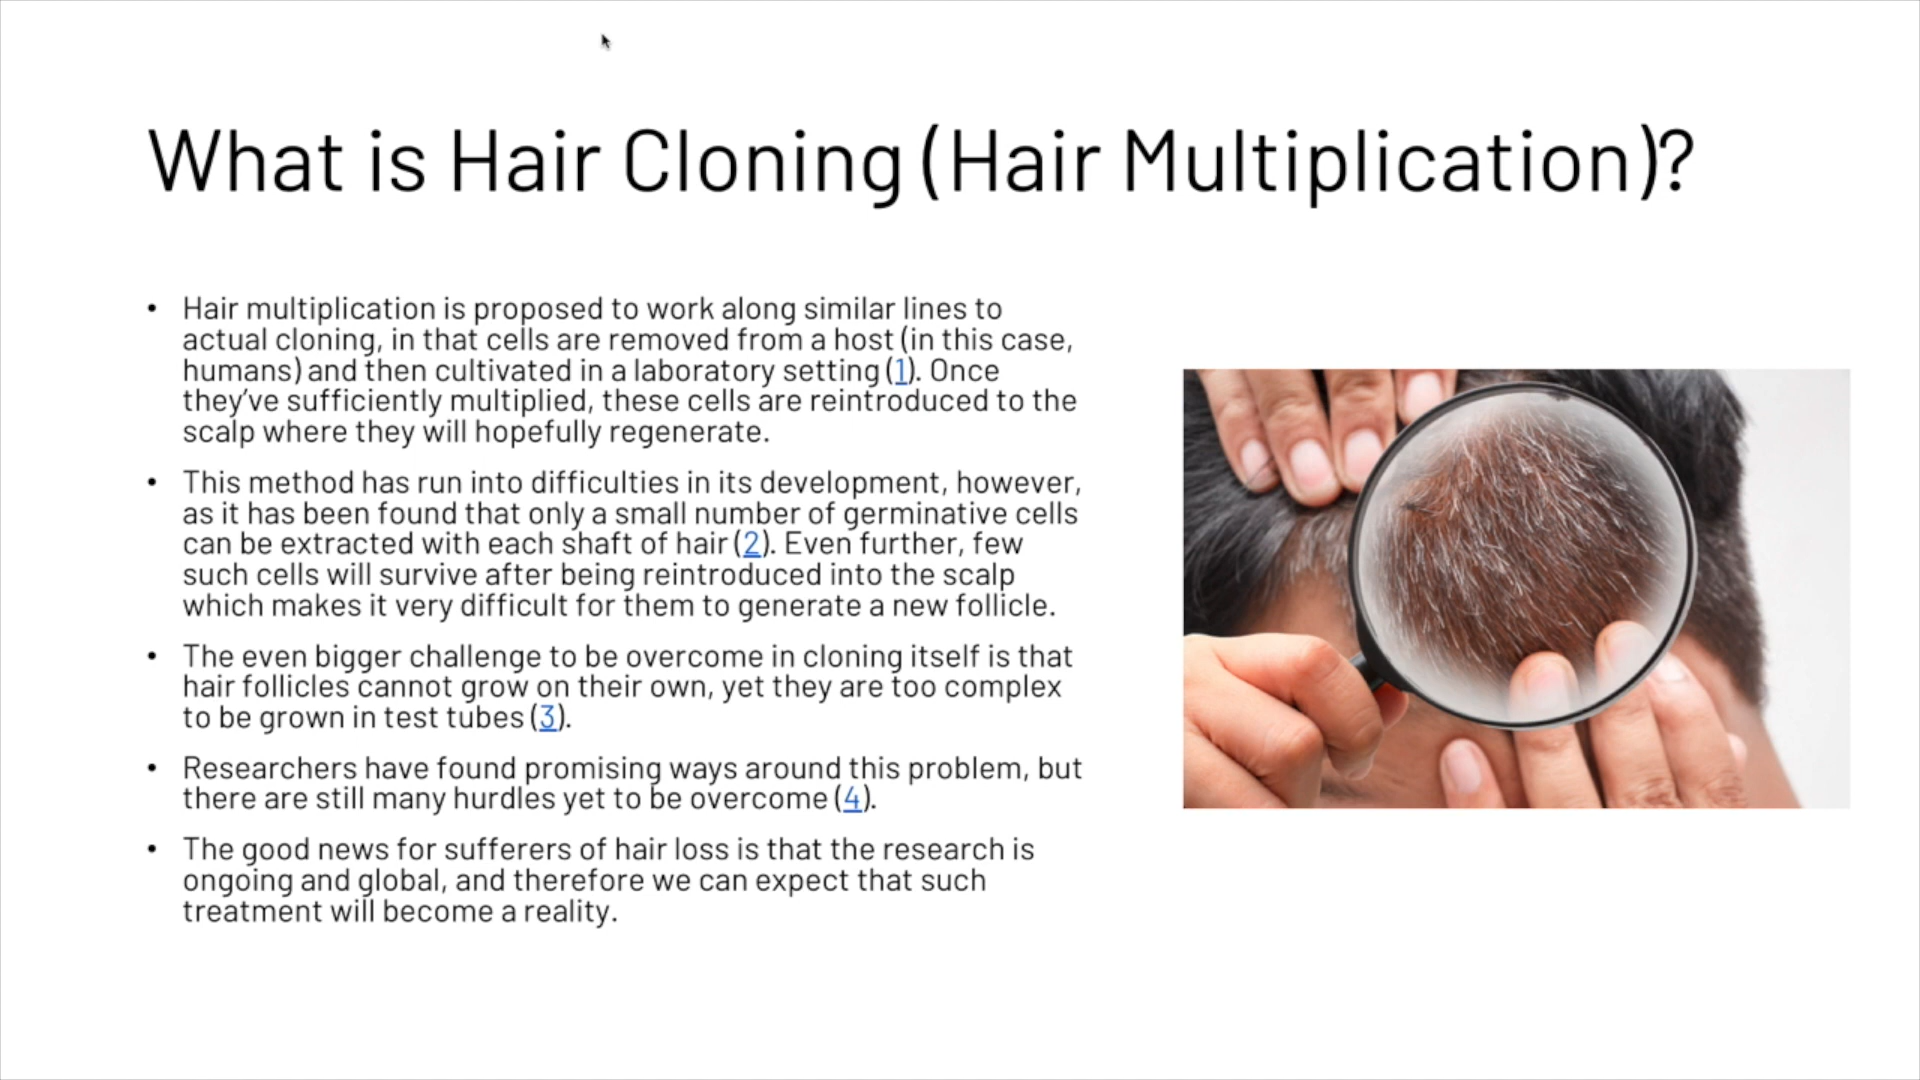 What is Hair Cloning (Hair Multiplication)?
• Hair multiplication is proposed to work along similar lines to
actual cloning, in that cells are removed from a host (in this case,
humans) and then cultivated in a laboratory setting (1). Once
they’ve sufficiently multiplied, these cells are reintroduced to the
scalp where they will hopefully regenerate.
• This method has run into difficulties in its development, however,
as it has been found that only a small number of germinative cells
can be extracted with each shaft of hair (2). Even further, few
such cells will survive after being reintroduced into the scalp
which makes it very difficult for them to generate a new follicle.
• The even bigger challenge to be overcome in cloning itself is that
hair follicles cannot grow on their own, yet they are too complex
to be grown in test tubes (3).
• Researchers have found promising ways around this problem, but
there are still many hurdles yet to be overcome (4).
• The good news for sufferers of hair loss is that the research is
ongoing and global, and therefore we can expect that such
treatment will become a reality.